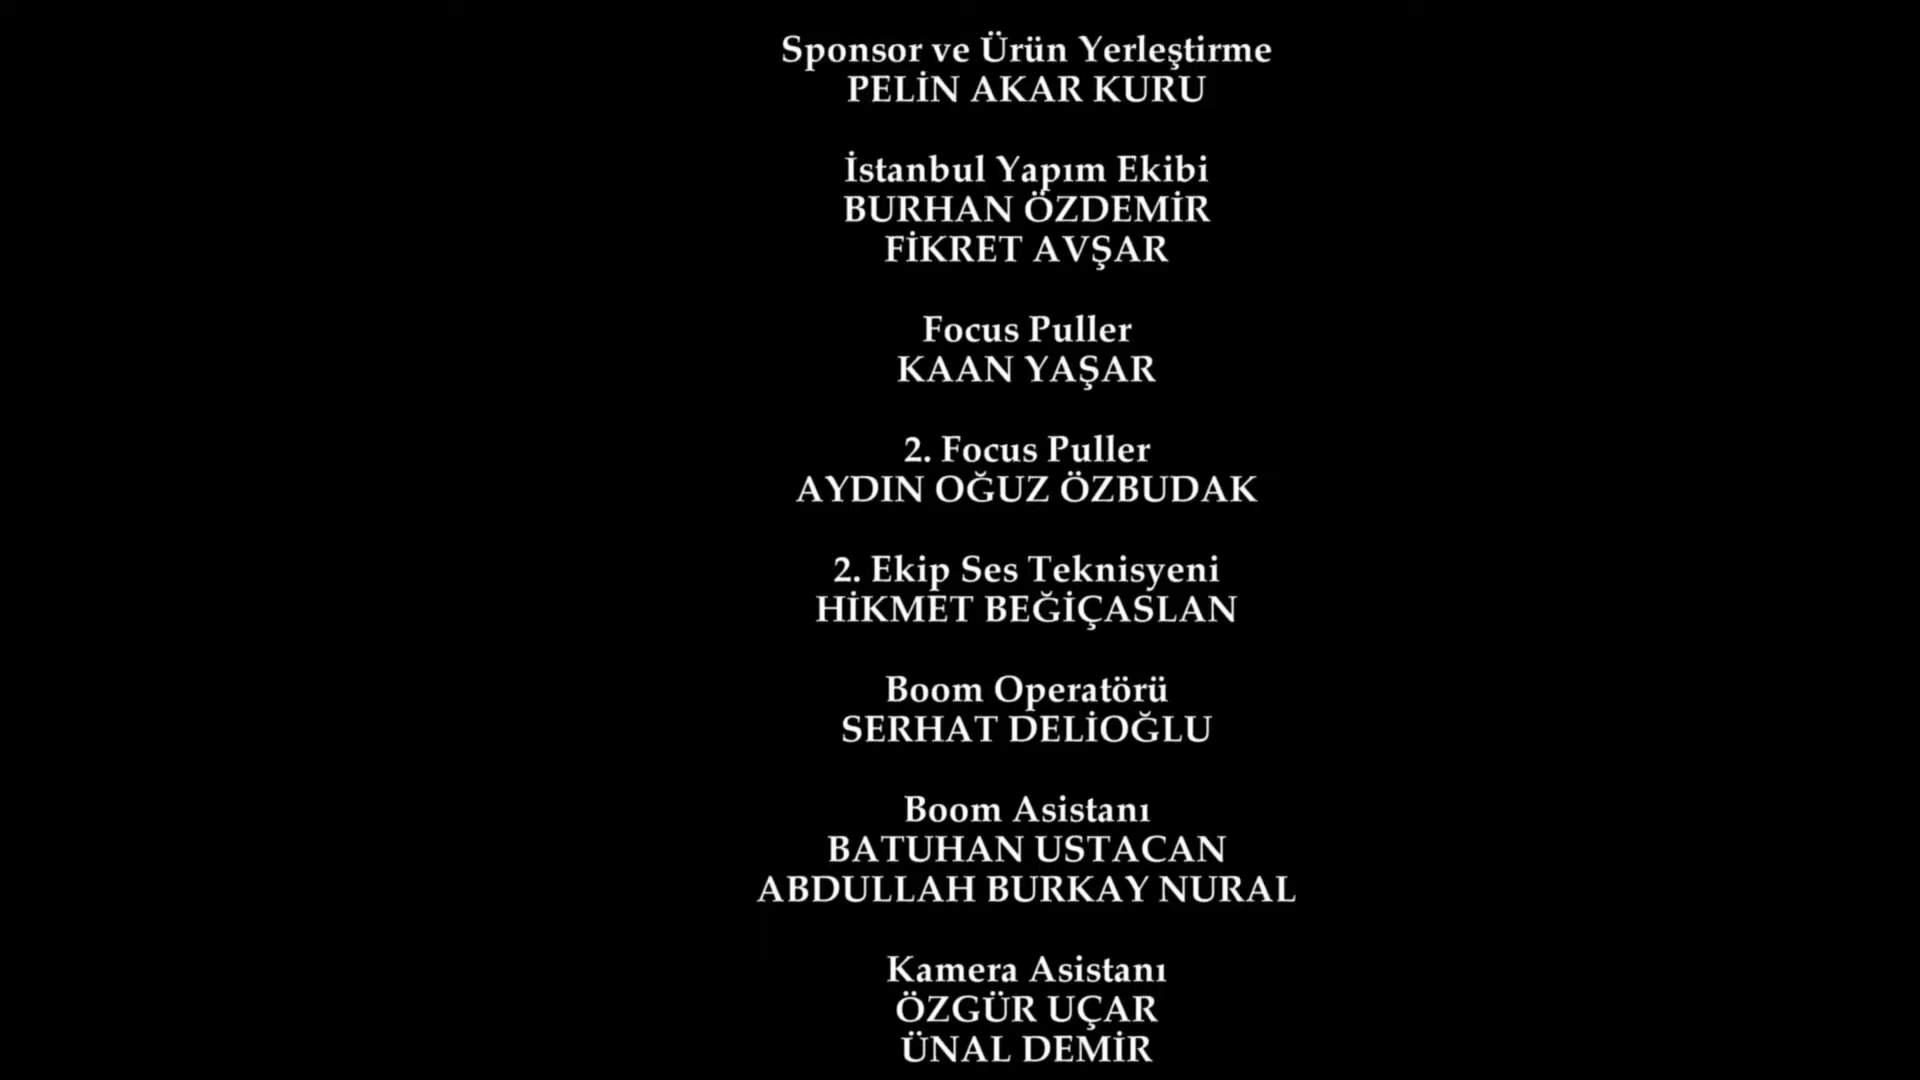 Sponsor ve Ürün Yerleştirme
PELİN AKAR KURU
İstanbul Yapım Ekibi
BURHAN ÖZDEMİR
FİKRET AVŞAR
Focus Puller
KAAN YAŞAR
2. Focus Puller
AYDIN OĞUZ ÖZBUDAK
2. Ekip Ses Teknisyeni
HİKMET BEĞİÇASLAN
Boom Operatörü
SERHAT DELİOĞLU
Boom Asistanı
BATUHAN USTACAN
ABDULLAH BURKAY NURAL
Kamera Asistanı
ÖZGÜR UÇAR
ÜNAL DEMİR